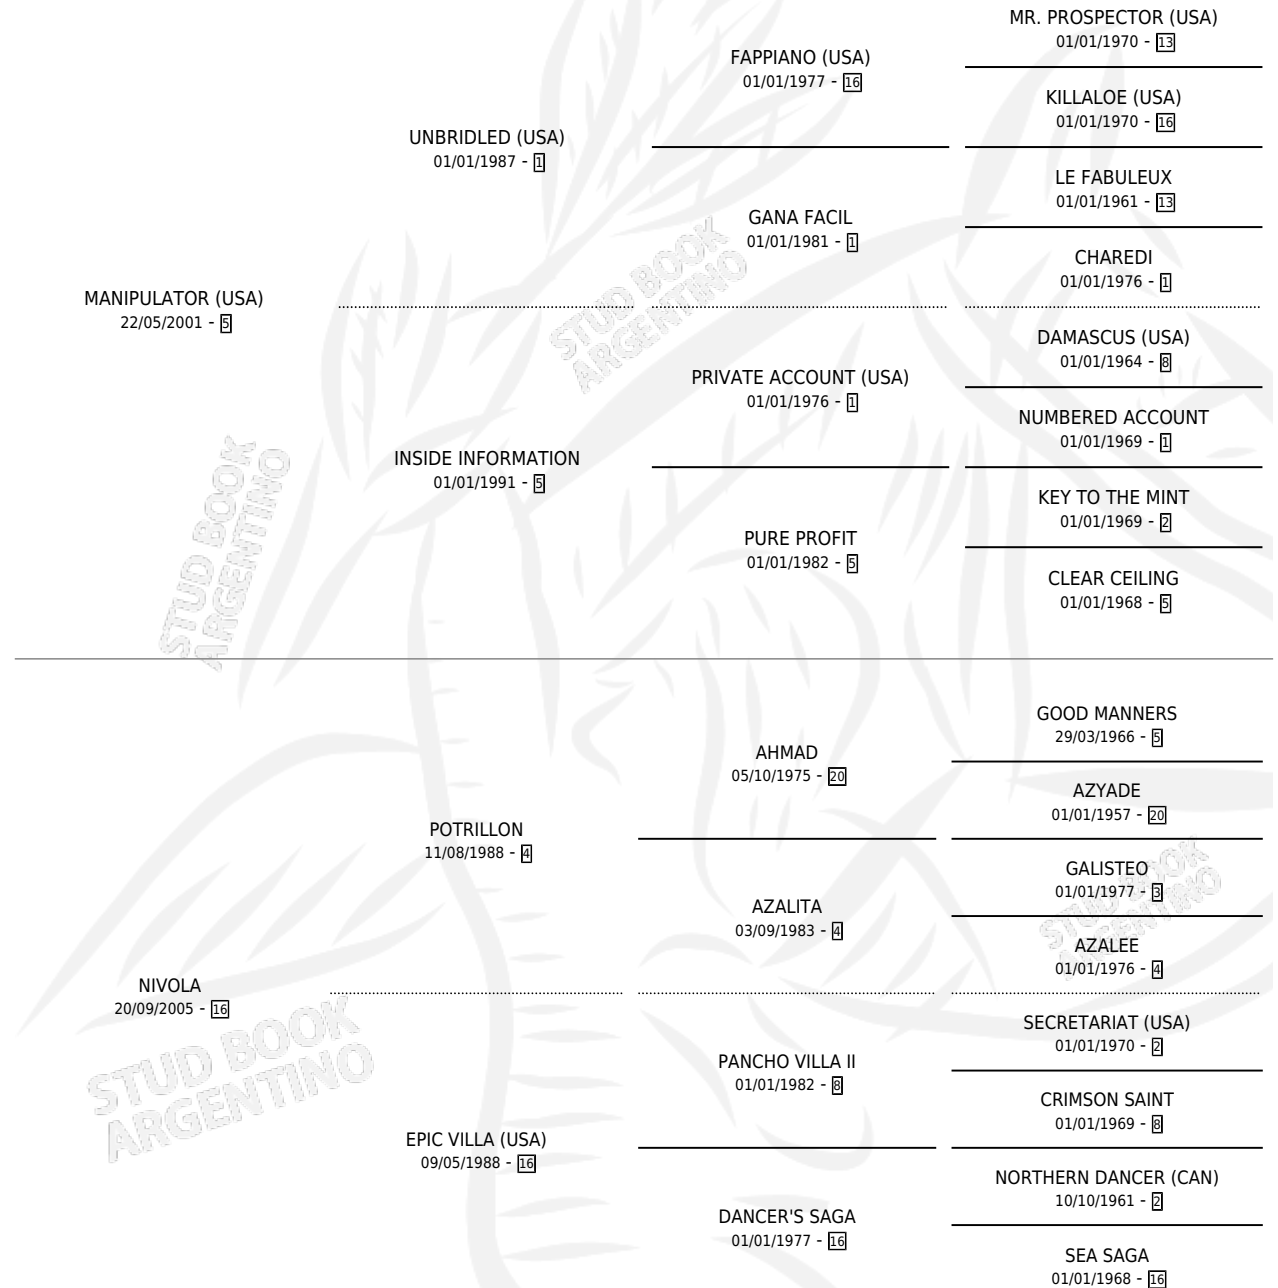 MR. PROSPECTOR (USA)
01/01/1970 - 13
FAPPIANO (USA)
01/01/1977 - 16
KILLALOE (USA)
01/01/1970 - 16
UNBRIDLED (USA)
01/01/1987 - 1
LE FABULEUX
01/01/1961 - 13
GANA FACIL
01/01/1981 - 1
CHAREDI
01/01/1976 - 1
MANIPULATOR (USA)
22/05/2001 - 5
DAMASCUS (USA)
01/01/1964 - 8
PRIVATE ACCOUNT (USA)
01/01/1976 - 1
NUMBERED ACCOUNT
01/01/1969 - 1
INSIDE INFORMATION
01/01/1991 - 5
KEY TO THE MINT
01/01/1969 - 2
PURE PROFIT
01/01/1982 - 5
CLEAR CEILING
01/01/1968 - 5
GOOD MANNERS
29/03/1966 - 5
AHMAD
05/10/1975 - 20
AZYADE
01/01/1957 - 20
POTRILLON
11/08/1988 - 4
GALISTEO
01/01/1977 - 3
AZALITA
03/09/1983 - 4
AZALEE
01/01/1976 - 4
NIVOLA
20/09/2005 - 16
SECRETARIAT (USA)
01/01/1970 - 2
PANCHO VILLA II
01/01/1982 - 8
CRIMSON SAINT
01/01/1969 - 8
EPIC VILLA (USA)
09/05/1988 - 16
NORTHERN DANCER (CAN)
10/10/1961 - 2
DANCER'S SAGA
01/01/1977 - 16
SEA SAGA
01/01/1968 - 16
STUD BOOK
ARGENTINO
STUD BOOK
ARGENTINO
STUD BOOK
ARGENTINO
STUD BOOK
ARGENTINO